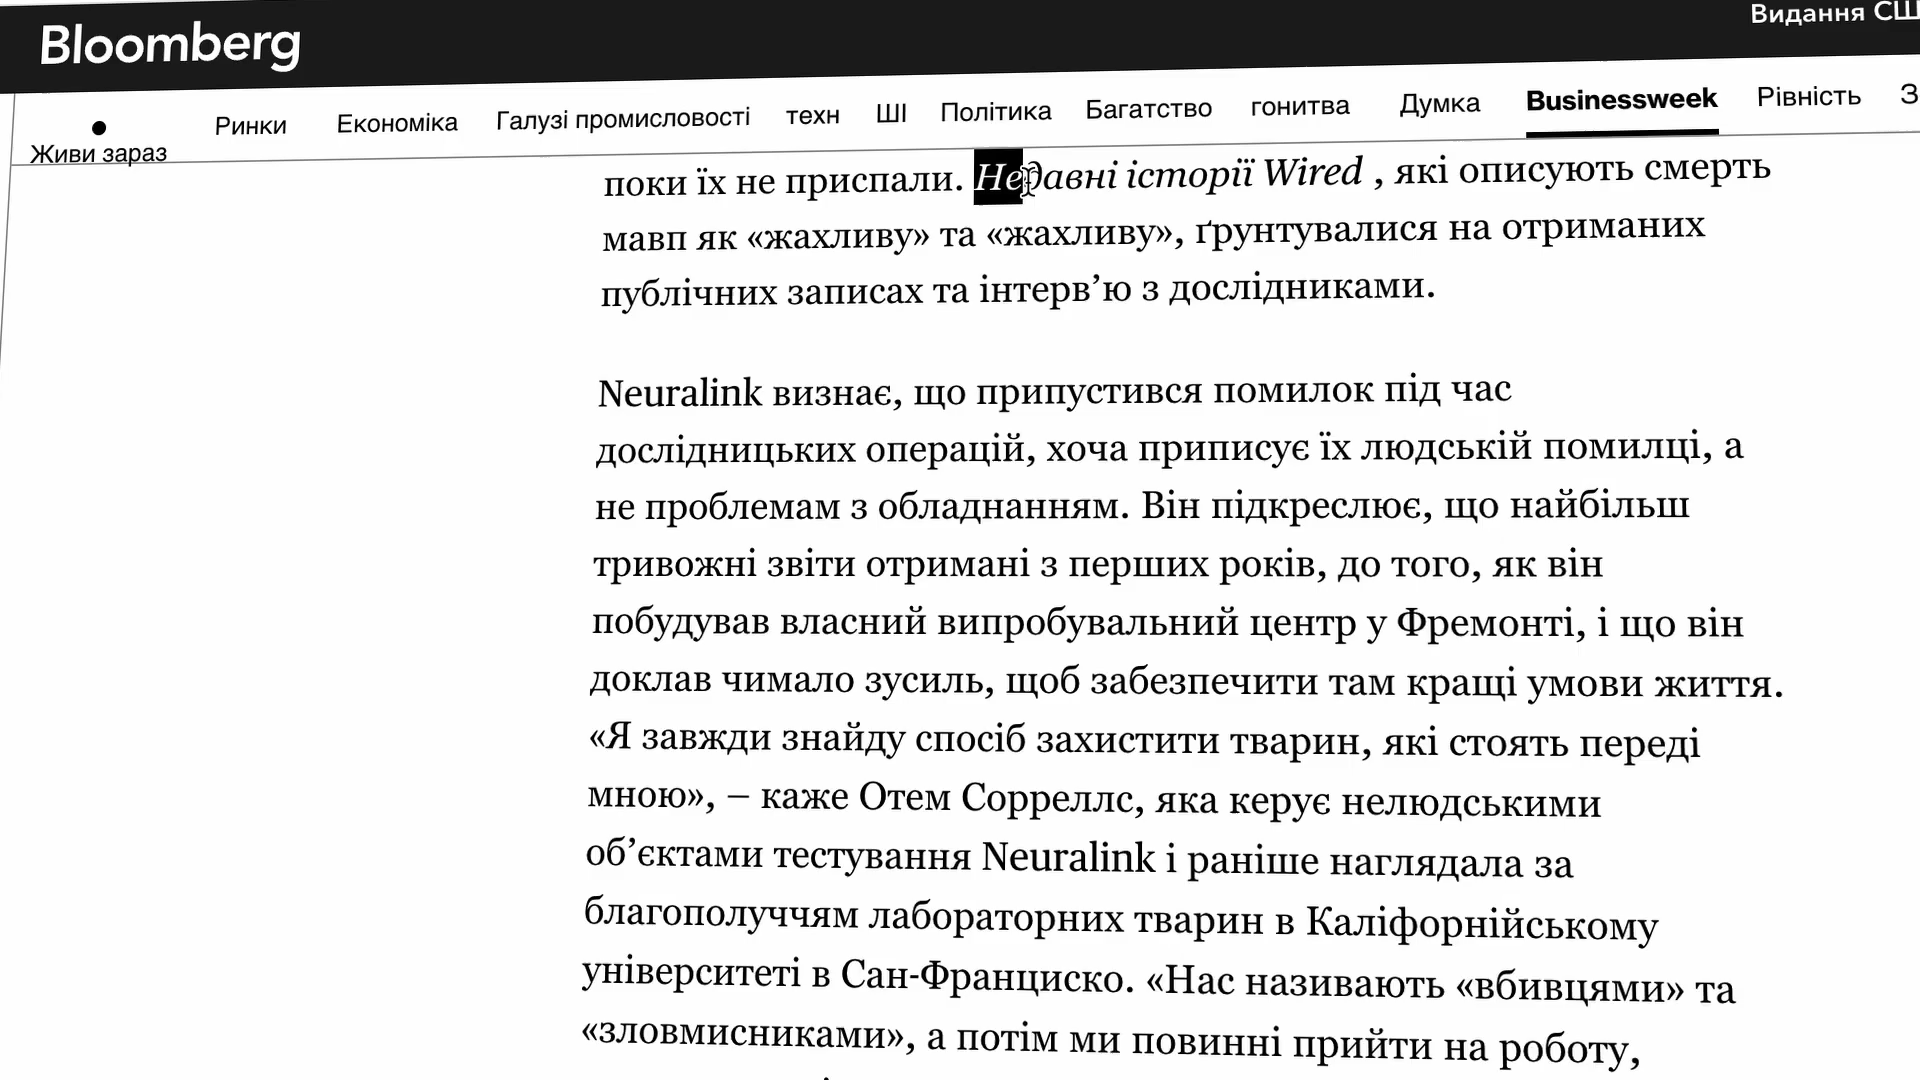 Bloomberg
Видання
Живи зараз
Ринки Економіка Галузі промисловості техн ШІ Політика Багатство гонитва Думка Businessweek Рівність
поки їх не приспали. Недавні історії Wired , які описують смерть
мавп як «жахливу» та «жахливу», ґрунтувалися на отриманих
публічних записах та інтерв’ю з дослідниками.
Neuralink визнає, що припустився помилок під час
дослідницьких операцій, хоча приписує їх людській помилці, а
не проблемам з обладнанням. Він підкреслює, що найбільш
тривожні звіти отримані з перших років, до того, як він
побудував власний випробувальний центр у Фремонті, і що він
доклав чимало зусиль, щоб забезпечити там кращі умови життя.
«Я завжди знайду спосіб захистити тварин, які стоять переді
мною», – каже Отем Сорреллс, яка керує нелюдськими
об’єктами тестування Neuralink і раніше наглядала за
благополуччям лабораторних тварин в Каліфорнійському
університеті в Сан-Франциско. «Нас називають «вбивцями» та
«зловмисниками», а потім ми повинні прийти на роботу,